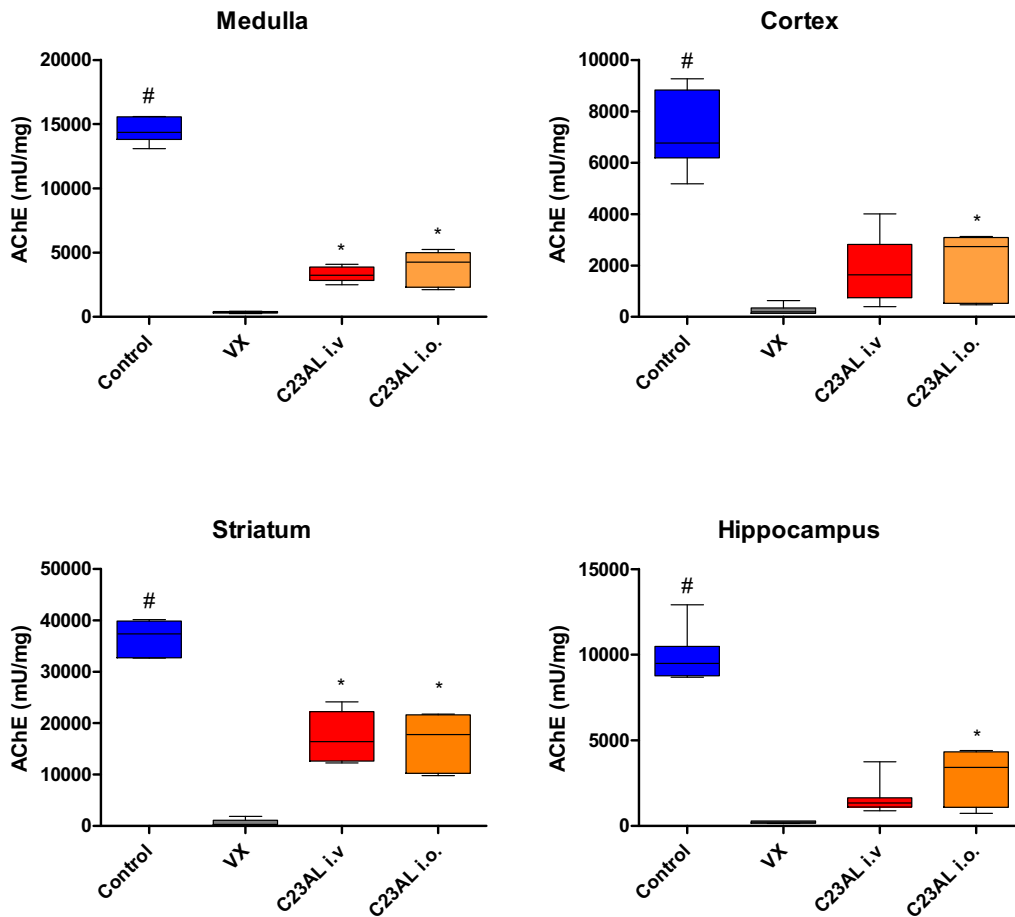 Medulla
20000
15000
10000
5000
0
AChE (mU/mg)
#
*
*
Control
VX
C23AL i.v
C23AL i.o.
Cortex
10000
8000
6000
4000
2000
0
AChE (mU/mg)
#
*
Control
VX
C23AL i.v
C23AL i.o.
Striatum
50000
40000
30000
20000
10000
0
AChE (mU/mg)
#
*
*
Control
VX
C23AL i.v
C23AL i.o.
Hippocampus
15000
10000
5000
0
AChE (mU/mg)
#
*
Control
VX
C23AL i.v
C23AL i.o.